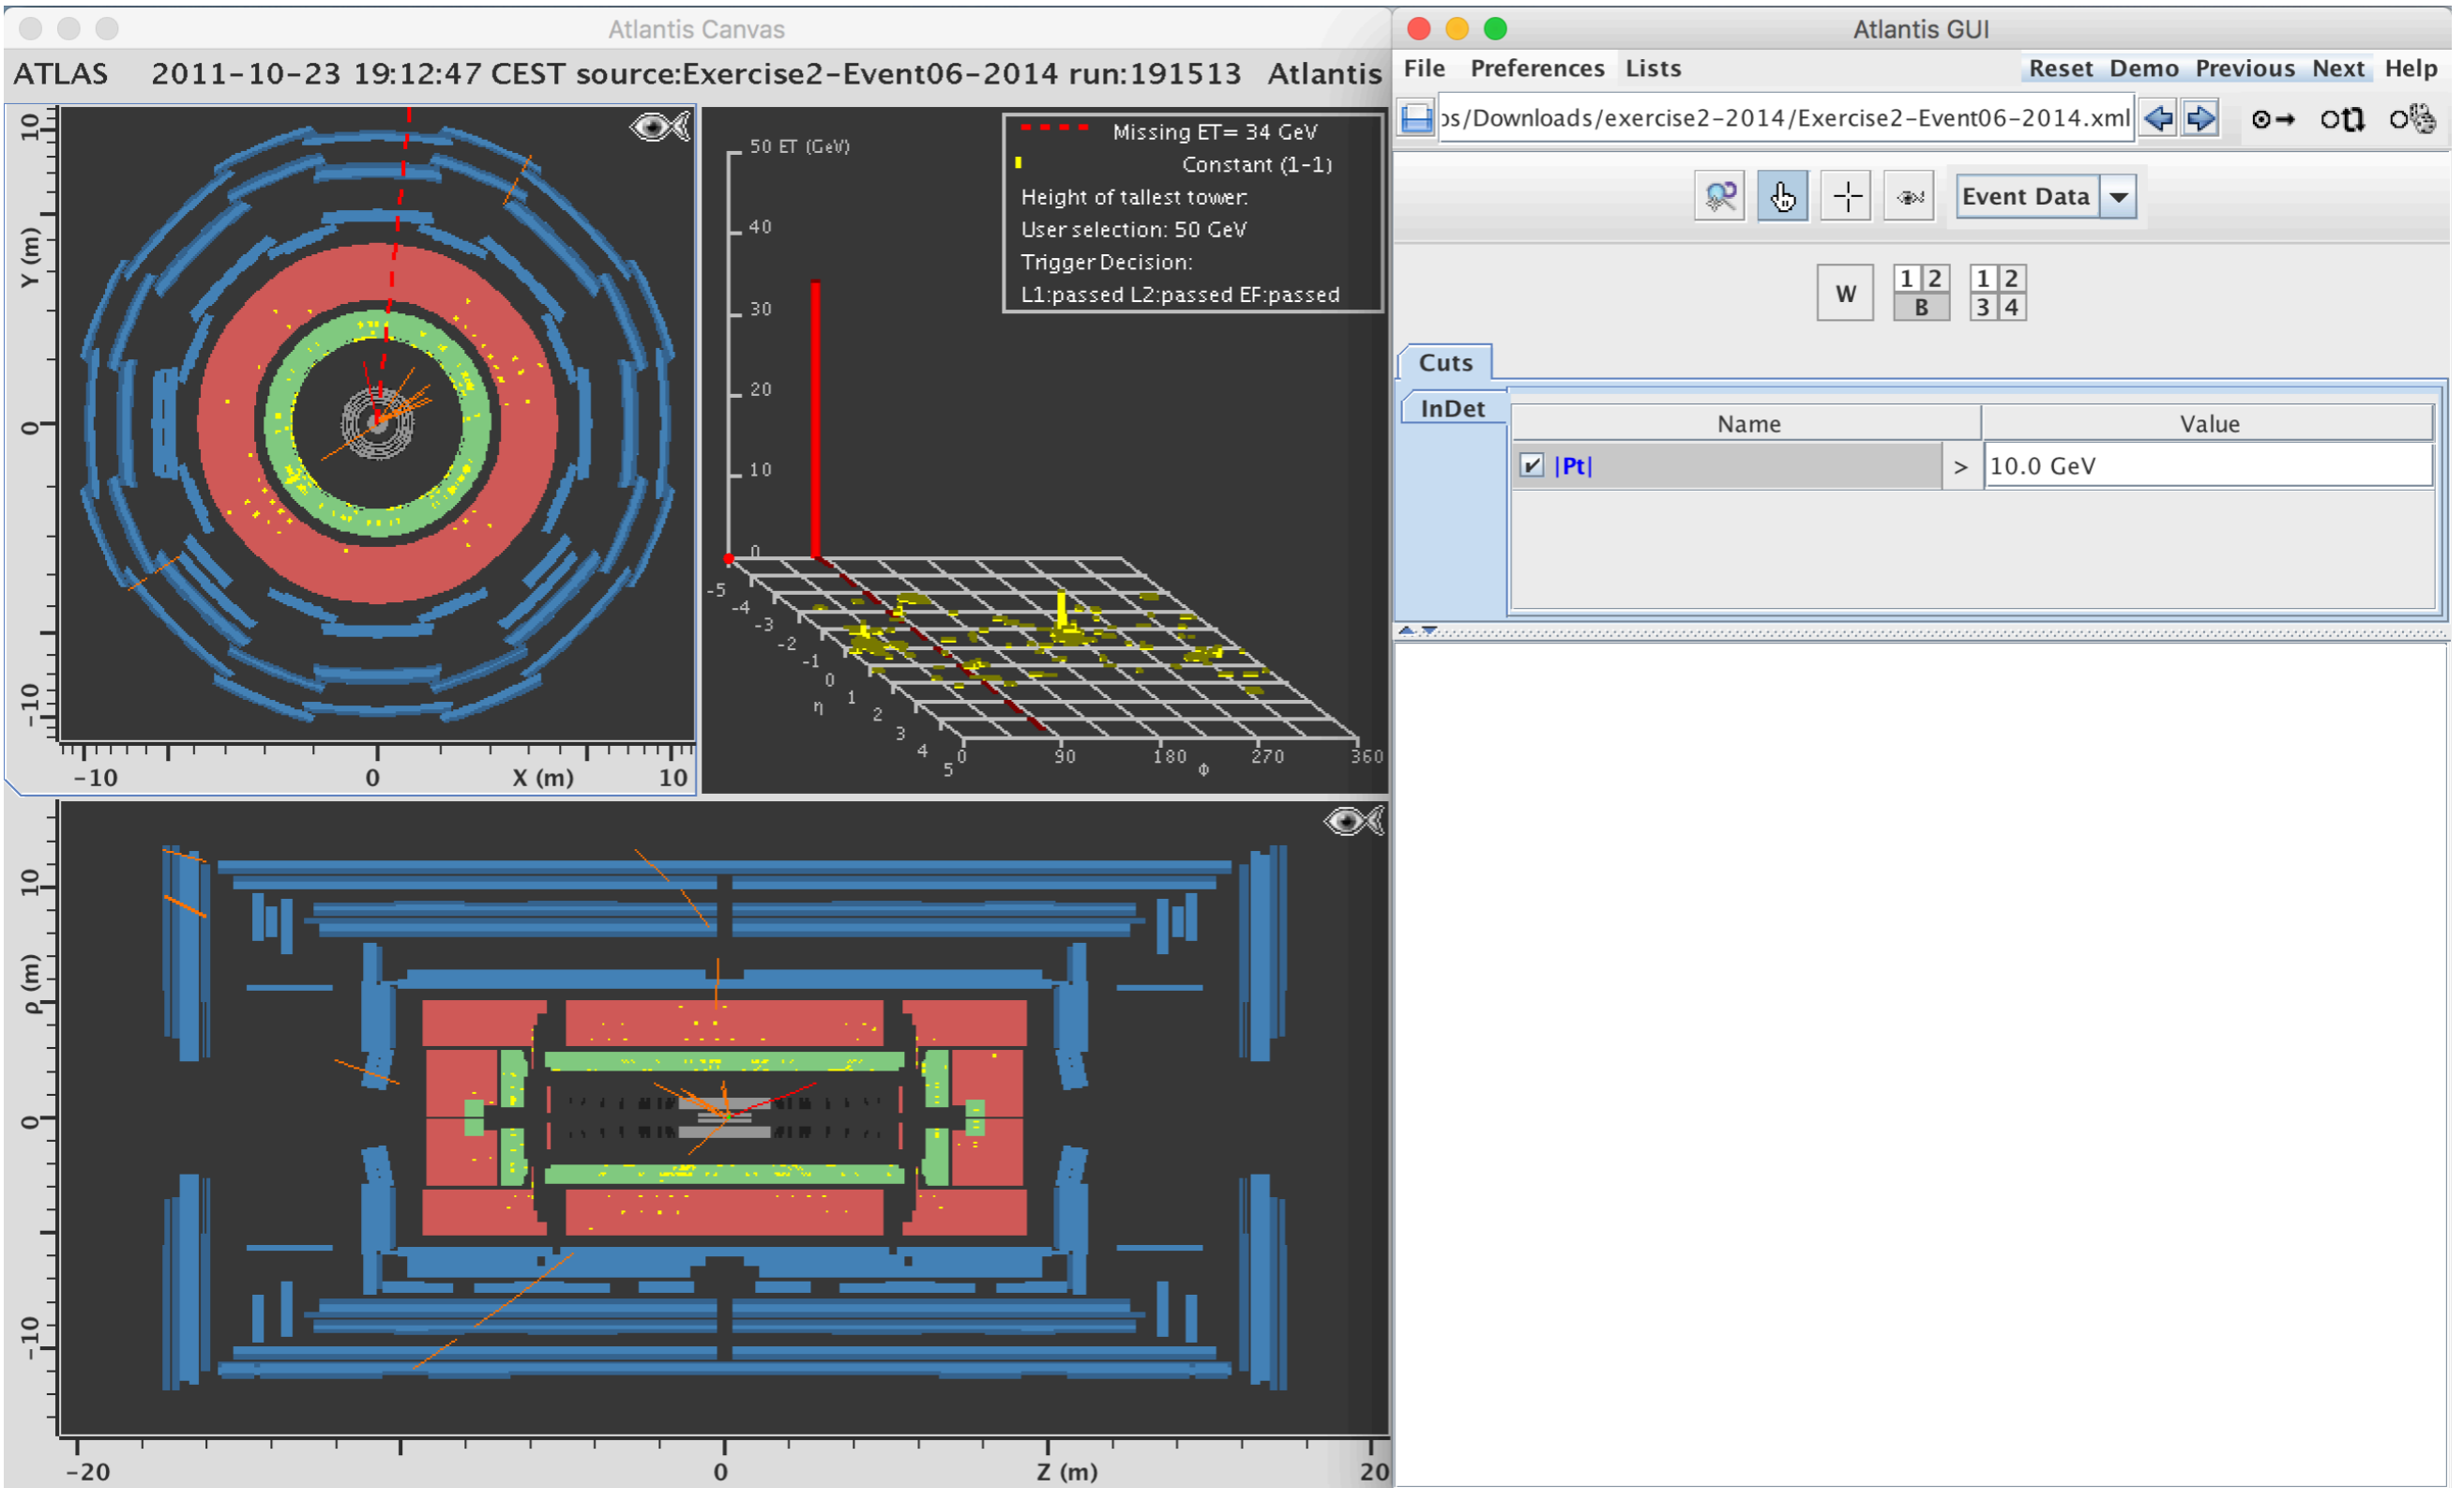 Atlantis Canvas
ATLAS 2011-10-23 19:12:47 CEST source:Exercise2-Event06-2014 run:191513 Atlantis
10
Y (m)
0
-10
-10 0 X (m) 10
50 ET (GeV)
40
30
20
10
0
Missing ET= 34 GeV
Constant (1-1)
Height of tallest tower:
User selection: 50 GeV
Trigger Decision:
L1:passed L2:passed EF:passed
-5
-4
-3
-2
-1
0
1
2
3
4
5
η
0 90 180 270 360
Φ
10
ρ (m)
0
-10
-20 0 Z (m) 20
Atlantis GUI
File Preferences Lists Reset Demo Previous Next Help
os/Downloads/exercise2-2014/Exercise2-Event06-2014.xml
Event Data
W 1 2 1 2
B 3 4
Cuts
InDet
Name Value
|Pt| > 10.0 GeV